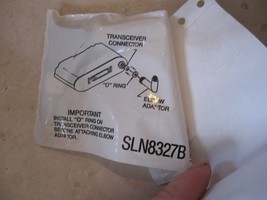 TRANSCEIVER
CONNECTOR
"O" RING
ELBOW
ADAPTOR
IMPORTANT
INSTALL "O" RING ON
TRANSCEIVER CONNECTOR
BEFORE ATTACHING ELBOW
ADAPTOR.
SLN8327B